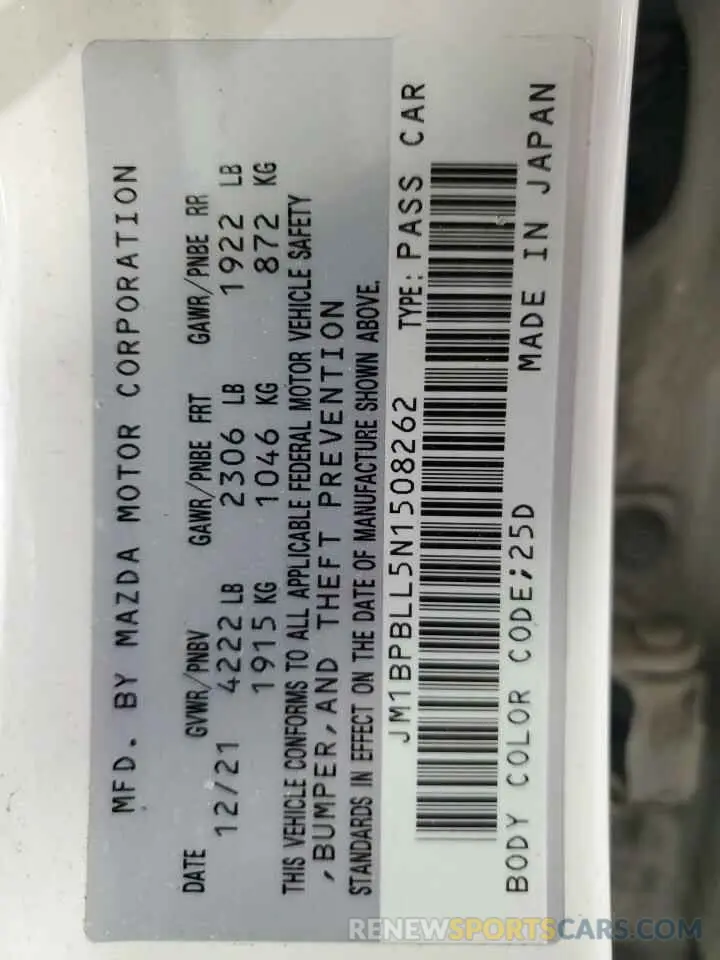 MFD. BY MAZDA MOTOR CORPORATION
DATE GVWR/PNBV GAWR/PNBE FRT GAWR/PNBE RR
12/21 4222 LB 2306 LB 1922 LB
1915 KG 1046 KG 872 KG
THIS VEHICLE CONFORMS TO ALL APPLICABLE FEDERAL MOTOR VEHICLE SAFETY
,BUMPER,AND THEFT PREVENTION
STANDARDS IN EFFECT ON THE DATE OF MANUFACTURE SHOWN ABOVE.
JM1BPBLL5N1508262 TYPE: PASS CAR
BODY COLOR CODE;25D MADE IN JAPAN
RENEWSPORTSCARS.COM